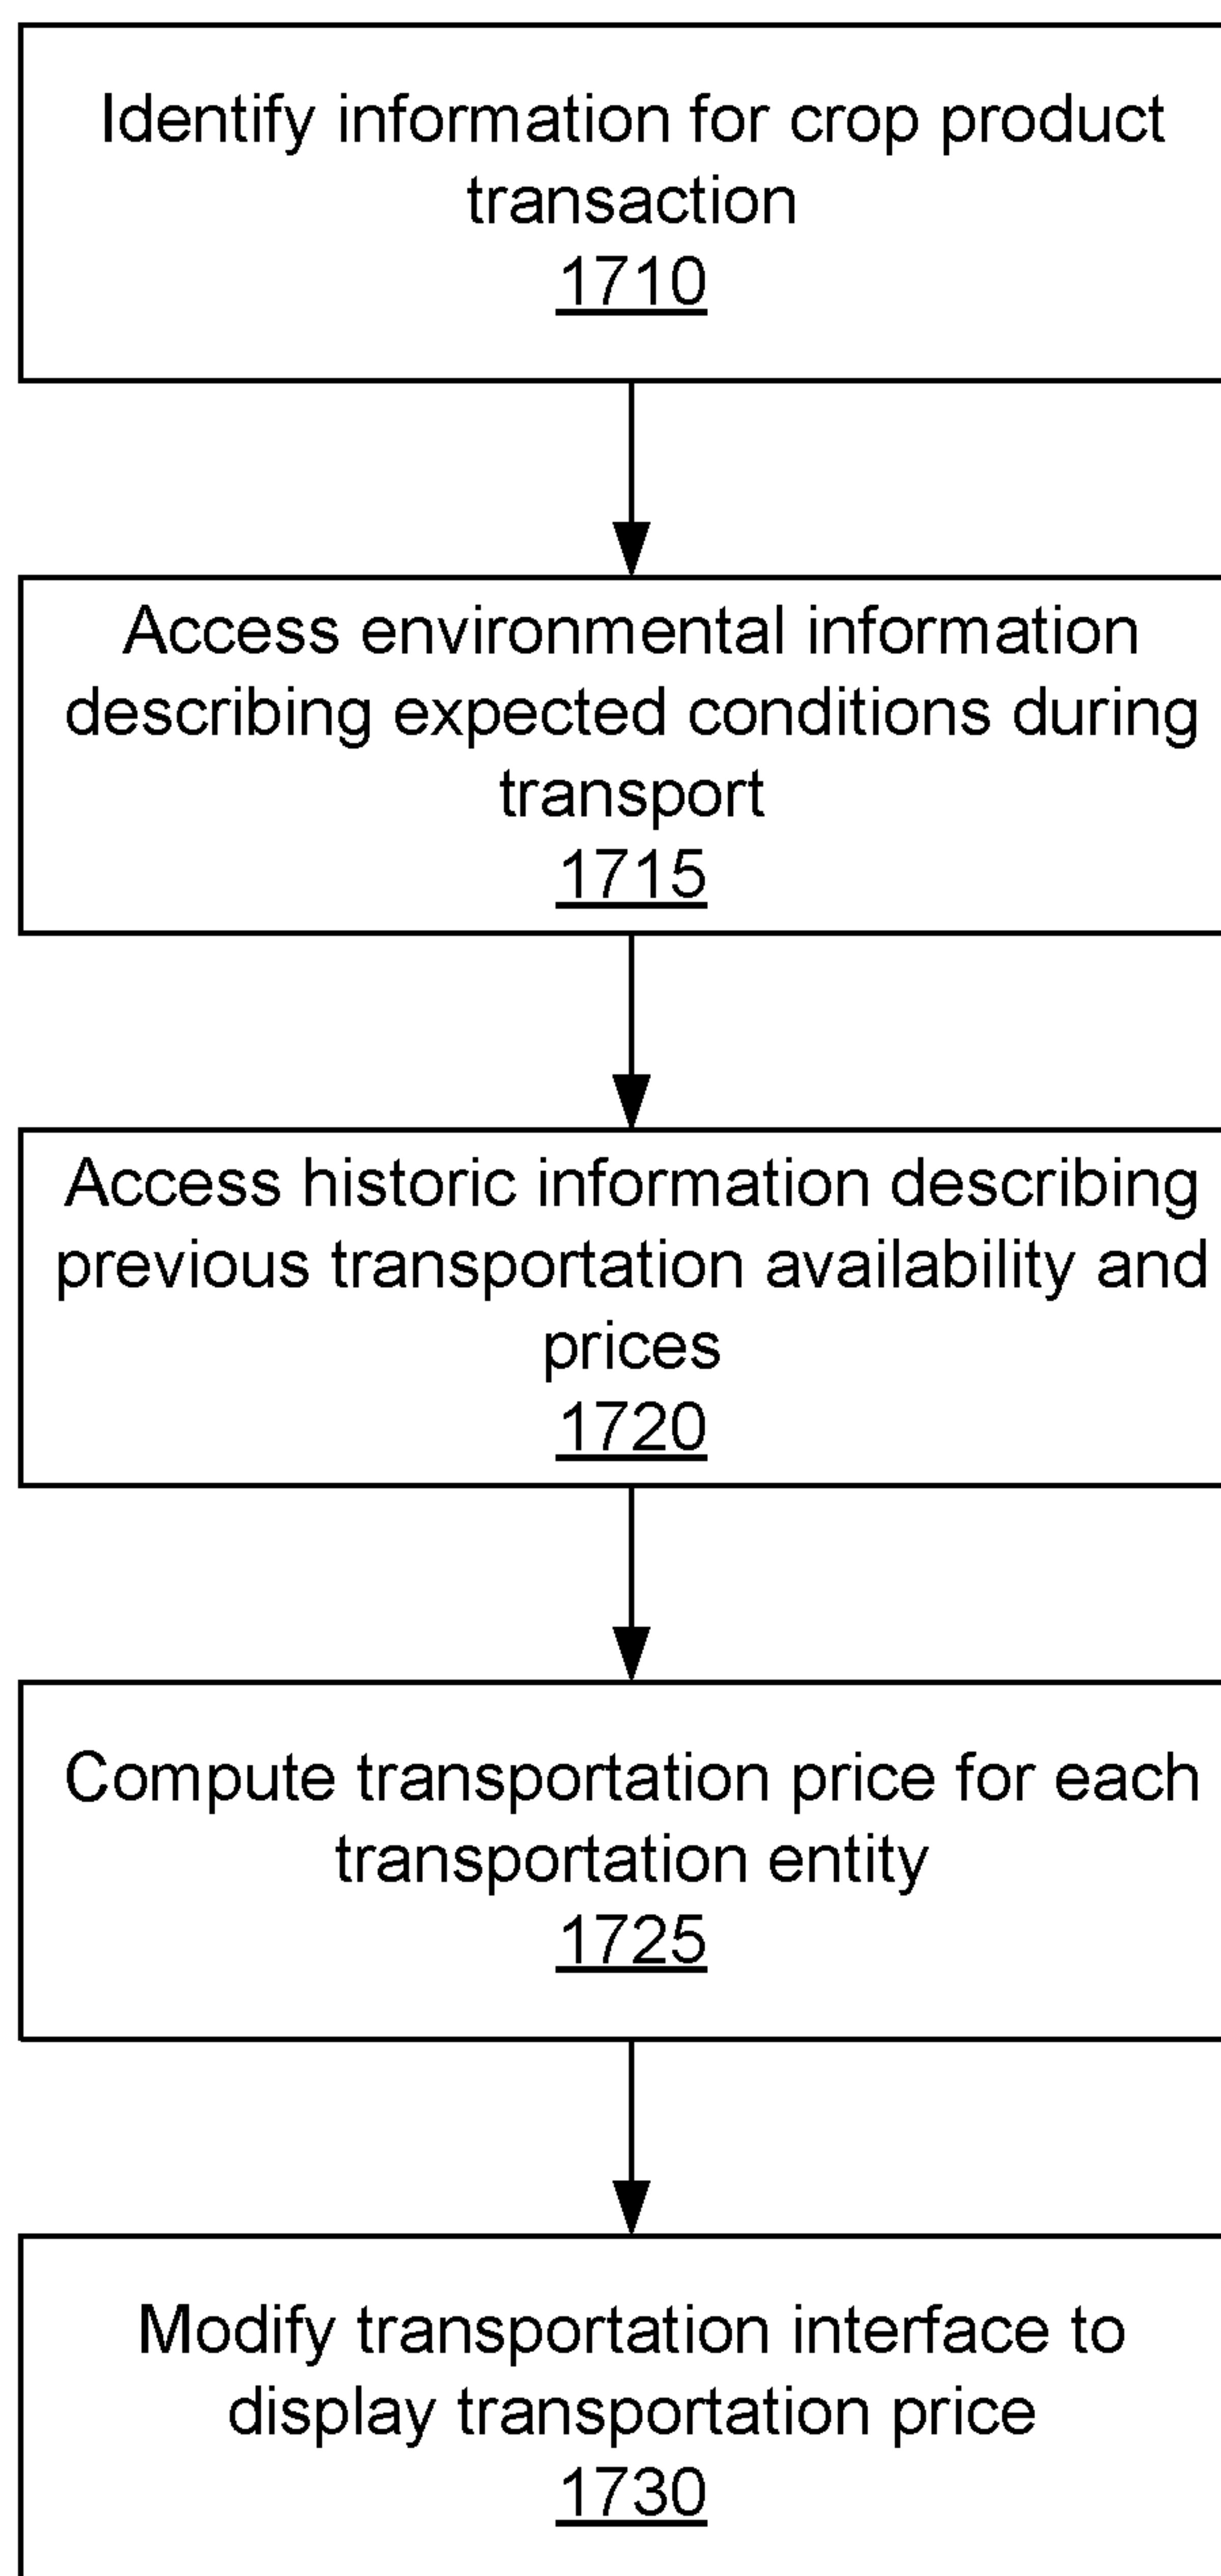 Identify information for crop product
transaction
1710
Access environmental information
describing expected conditions during
transport
1715
Access historic information describing
previous transportation availability and
prices
1720
Compute transportation price for each
transportation entity
1725
Modify transportation interface to
display transportation price
1730